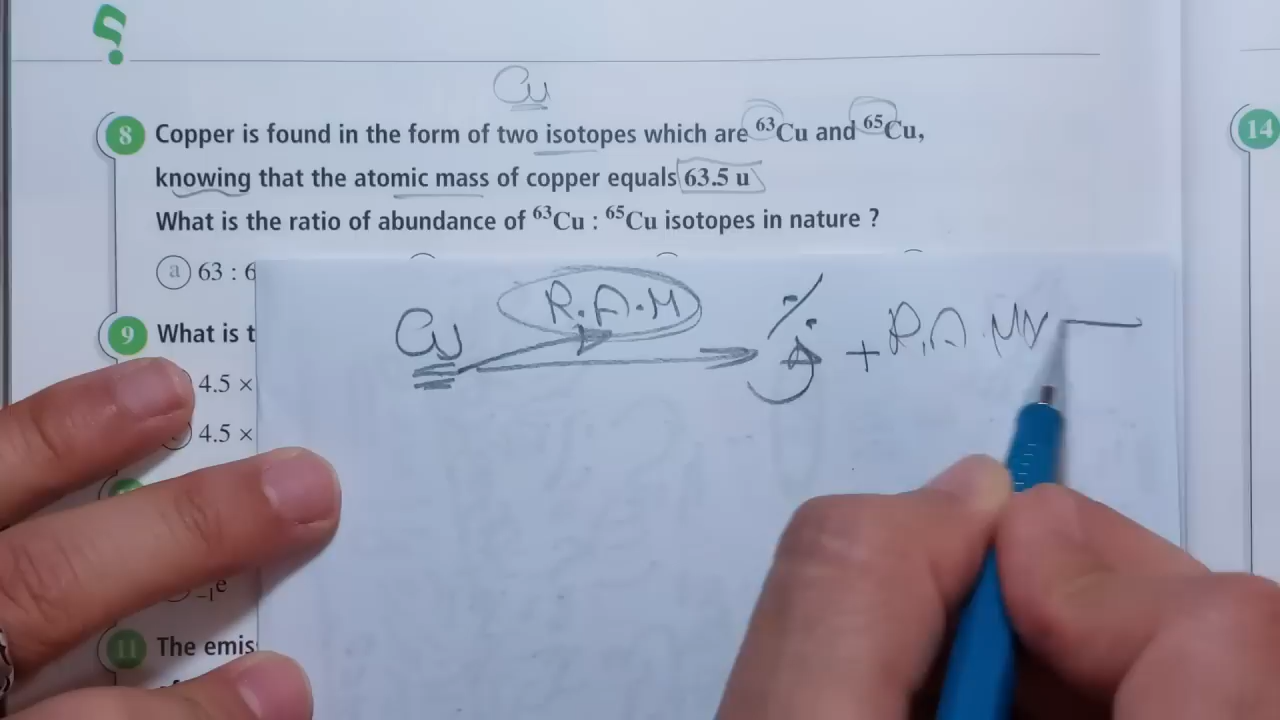 ?
Cu
8 Copper is found in the form of two isotopes which are ⁶³Cu and ⁶⁵Cu,
knowing that the atomic mass of copper equals 63.5 u
What is the ratio of abundance of ⁶³Cu : ⁶⁵Cu isotopes in nature ?
a 63 : 6
Cu R.A.M % + R.A.M
9 What is t
4.5 ×
4.5 ×
₋₁e
11 The emis
14